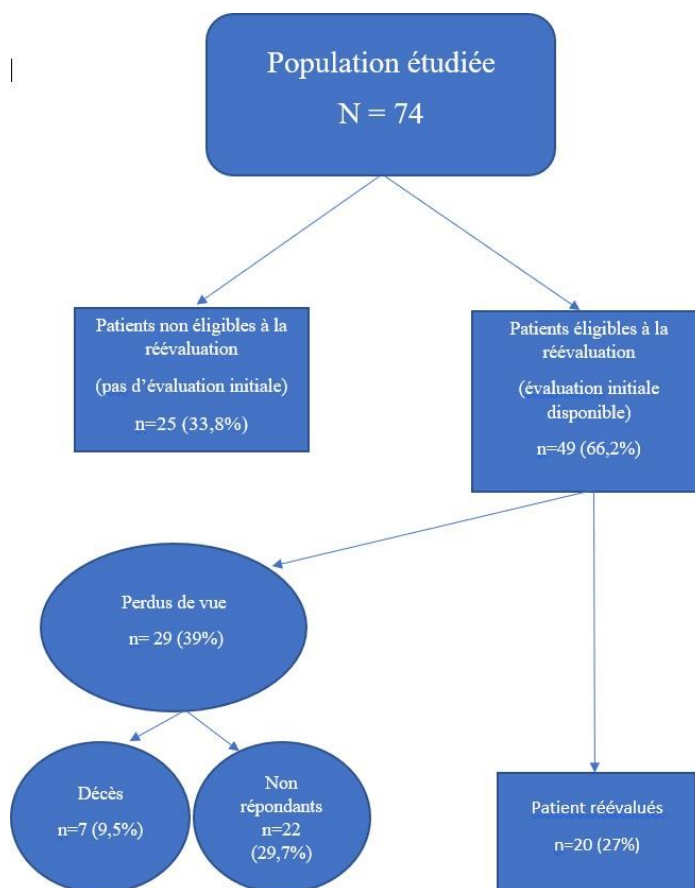 Population étudiée
N = 74
Patients non éligibles à la
réévaluation
(pas d'évaluation initiale)
n=25 (33,8%)
Patients éligibles à la
réévaluation
(évaluation initiale
disponible)
n=49 (66,2%)
Perdus de vue
n= 29 (39%)
Décès
n=7 (9,5%)
Non
répondants
n=22
(29,7%)
Patient réévalués
n=20 (27%)